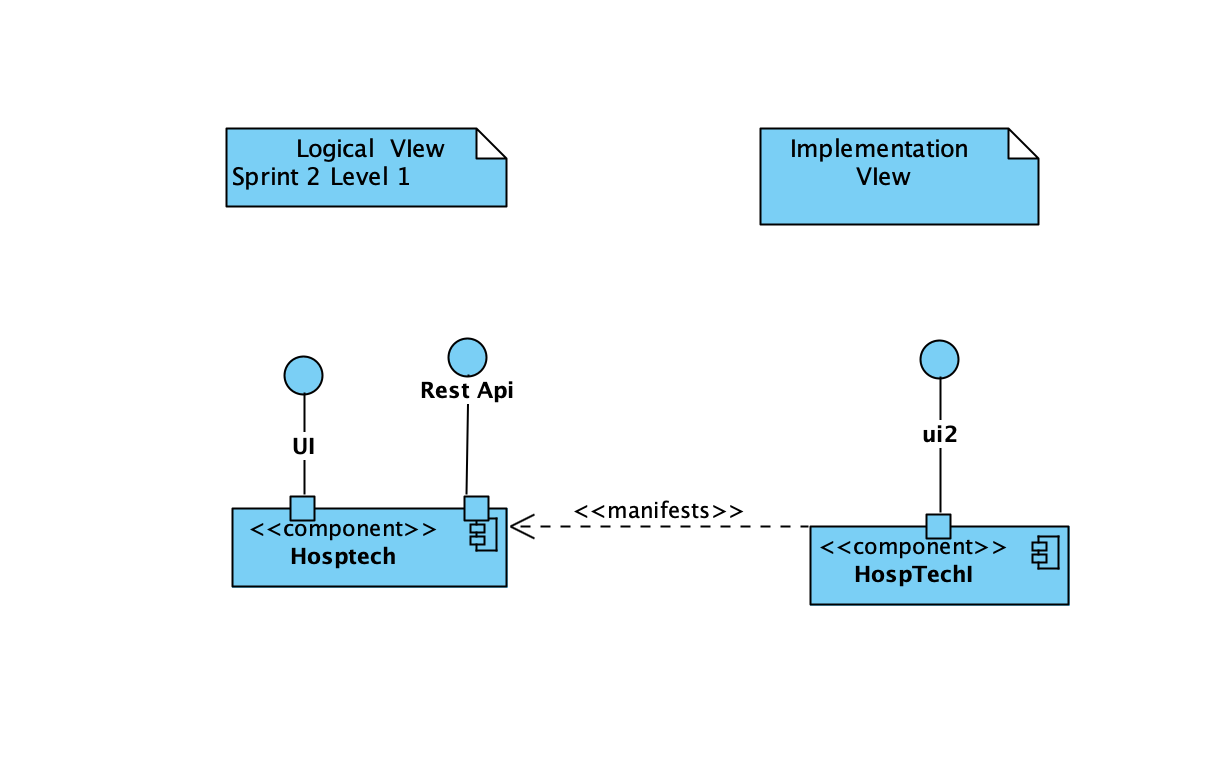 Logical VIew
Sprint 2 Level 1
Implementation
VIew
Rest Api
UI
ui2
<<manifests>>
<<component>>
Hosptech
<<component>>
HospTechI